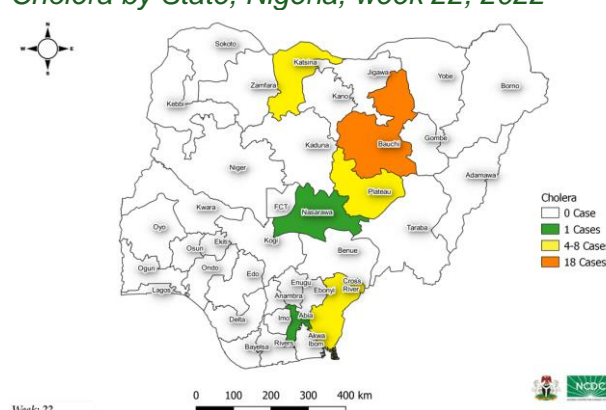 Cholera by State, Nigeria, week 22, 2022
N
W
E
S
Sokoto
Katsina
Jigawa
Yobe
Borno
Zamfara
Kano
Kebbi
Kaduna
Bauchi
Gombe
Niger
Adamawa
Plateau
FCT
Nasarawa
Kwara
Taraba
Oyo
Kogi
Ekiti
Osun
Benue
Ogun
Ondo
Edo
Enugu
Cross
River
Lagos
Anambra
Ebonyi
Delta
Imo
Abia
Akwa
Ibom
Bayelsa
Rivers
Cholera
0 Case
1 Cases
4-8 Cases
18 Cases
Week: 22
0 100 200 300 400 km
NCDC